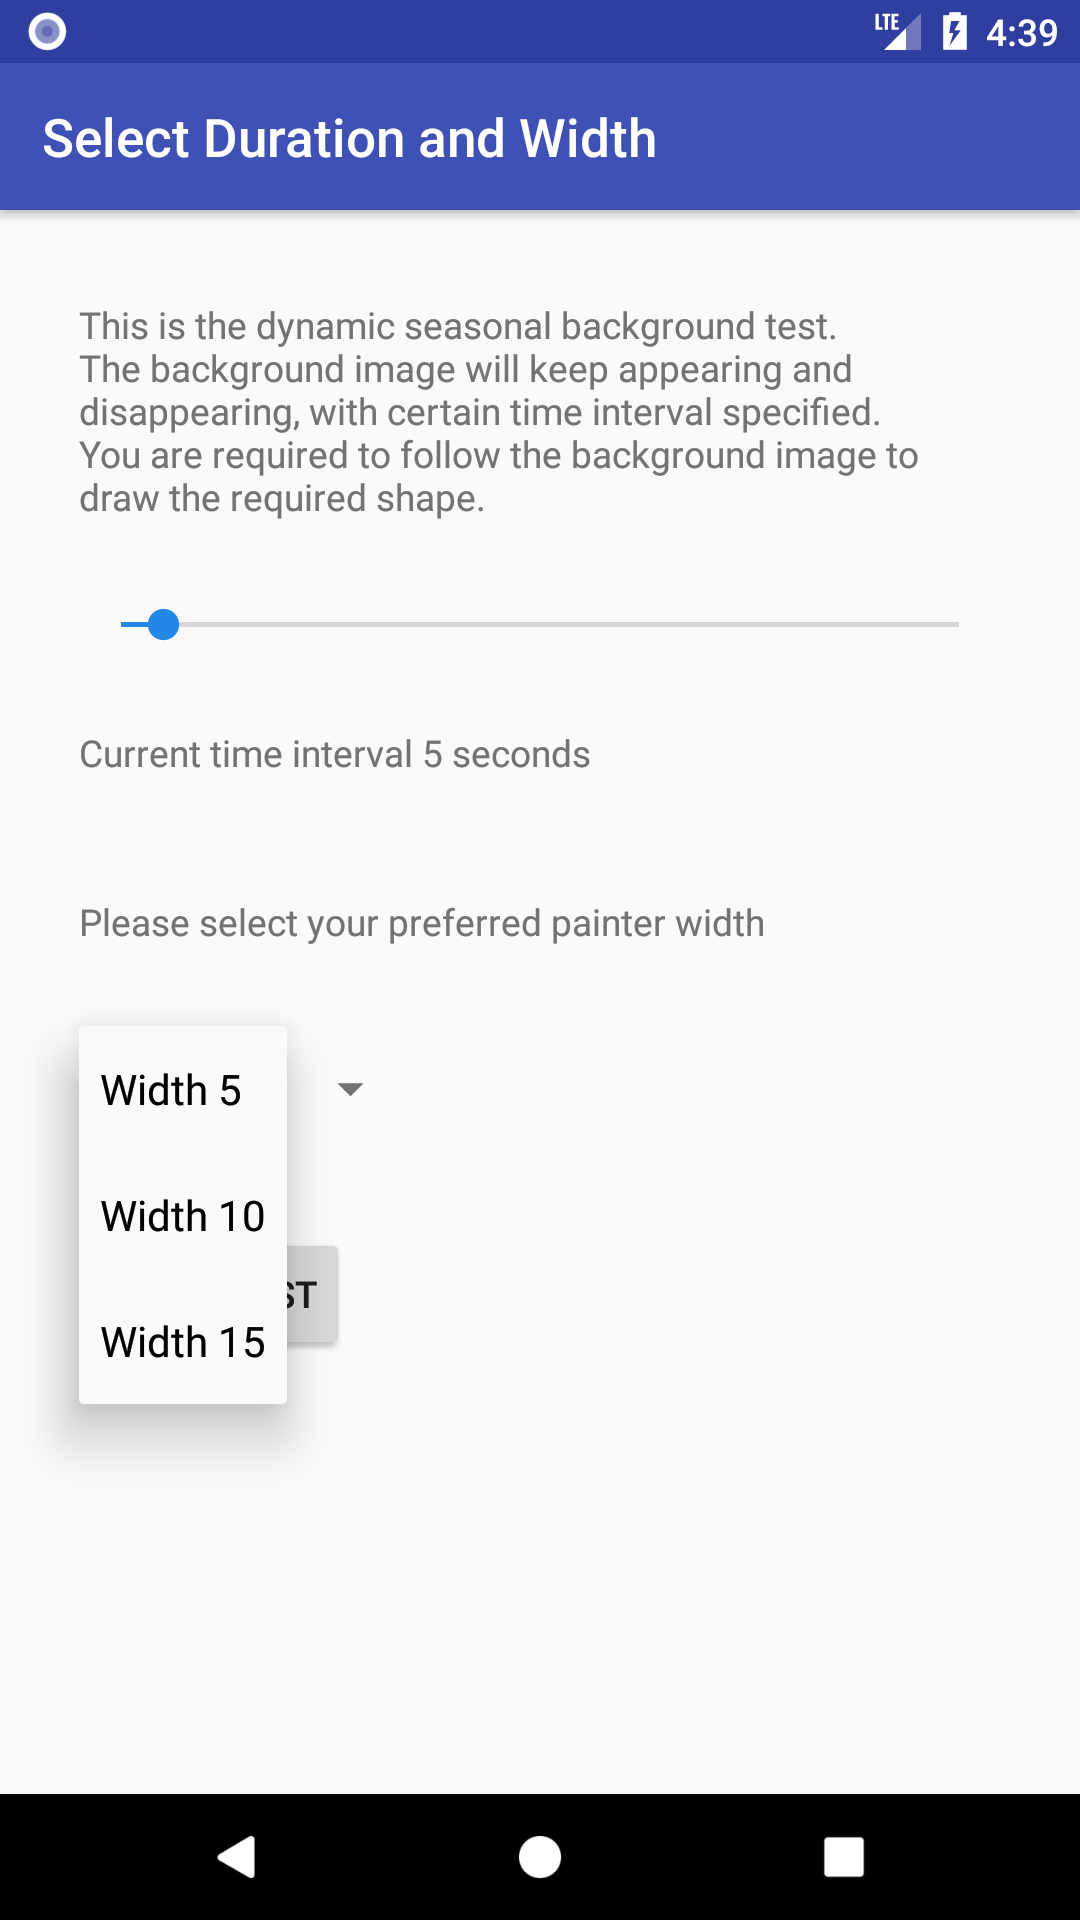 LTE 4:39
Select Duration and Width
This is the dynamic seasonal background test.
The background image will keep appearing and
disappearing, with certain time interval specified.
You are required to follow the background image to
draw the required shape.
Current time interval 5 seconds
Please select your preferred painter width
Width 5
Width 10
ST
Width 15